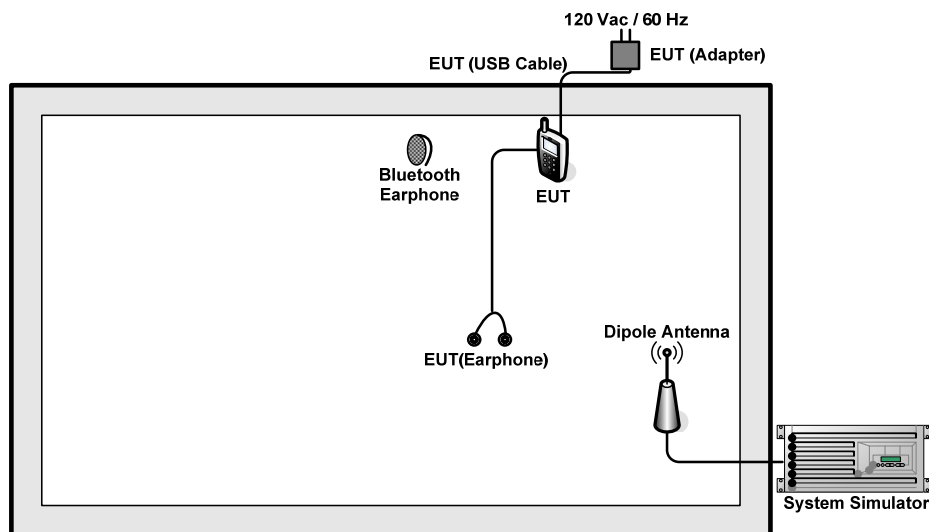 120 Vac / 60 Hz
EUT (Adapter)
EUT (USB Cable)
Bluetooth
Earphone
EUT
EUT(Earphone)
Dipole Antenna
System Simulator